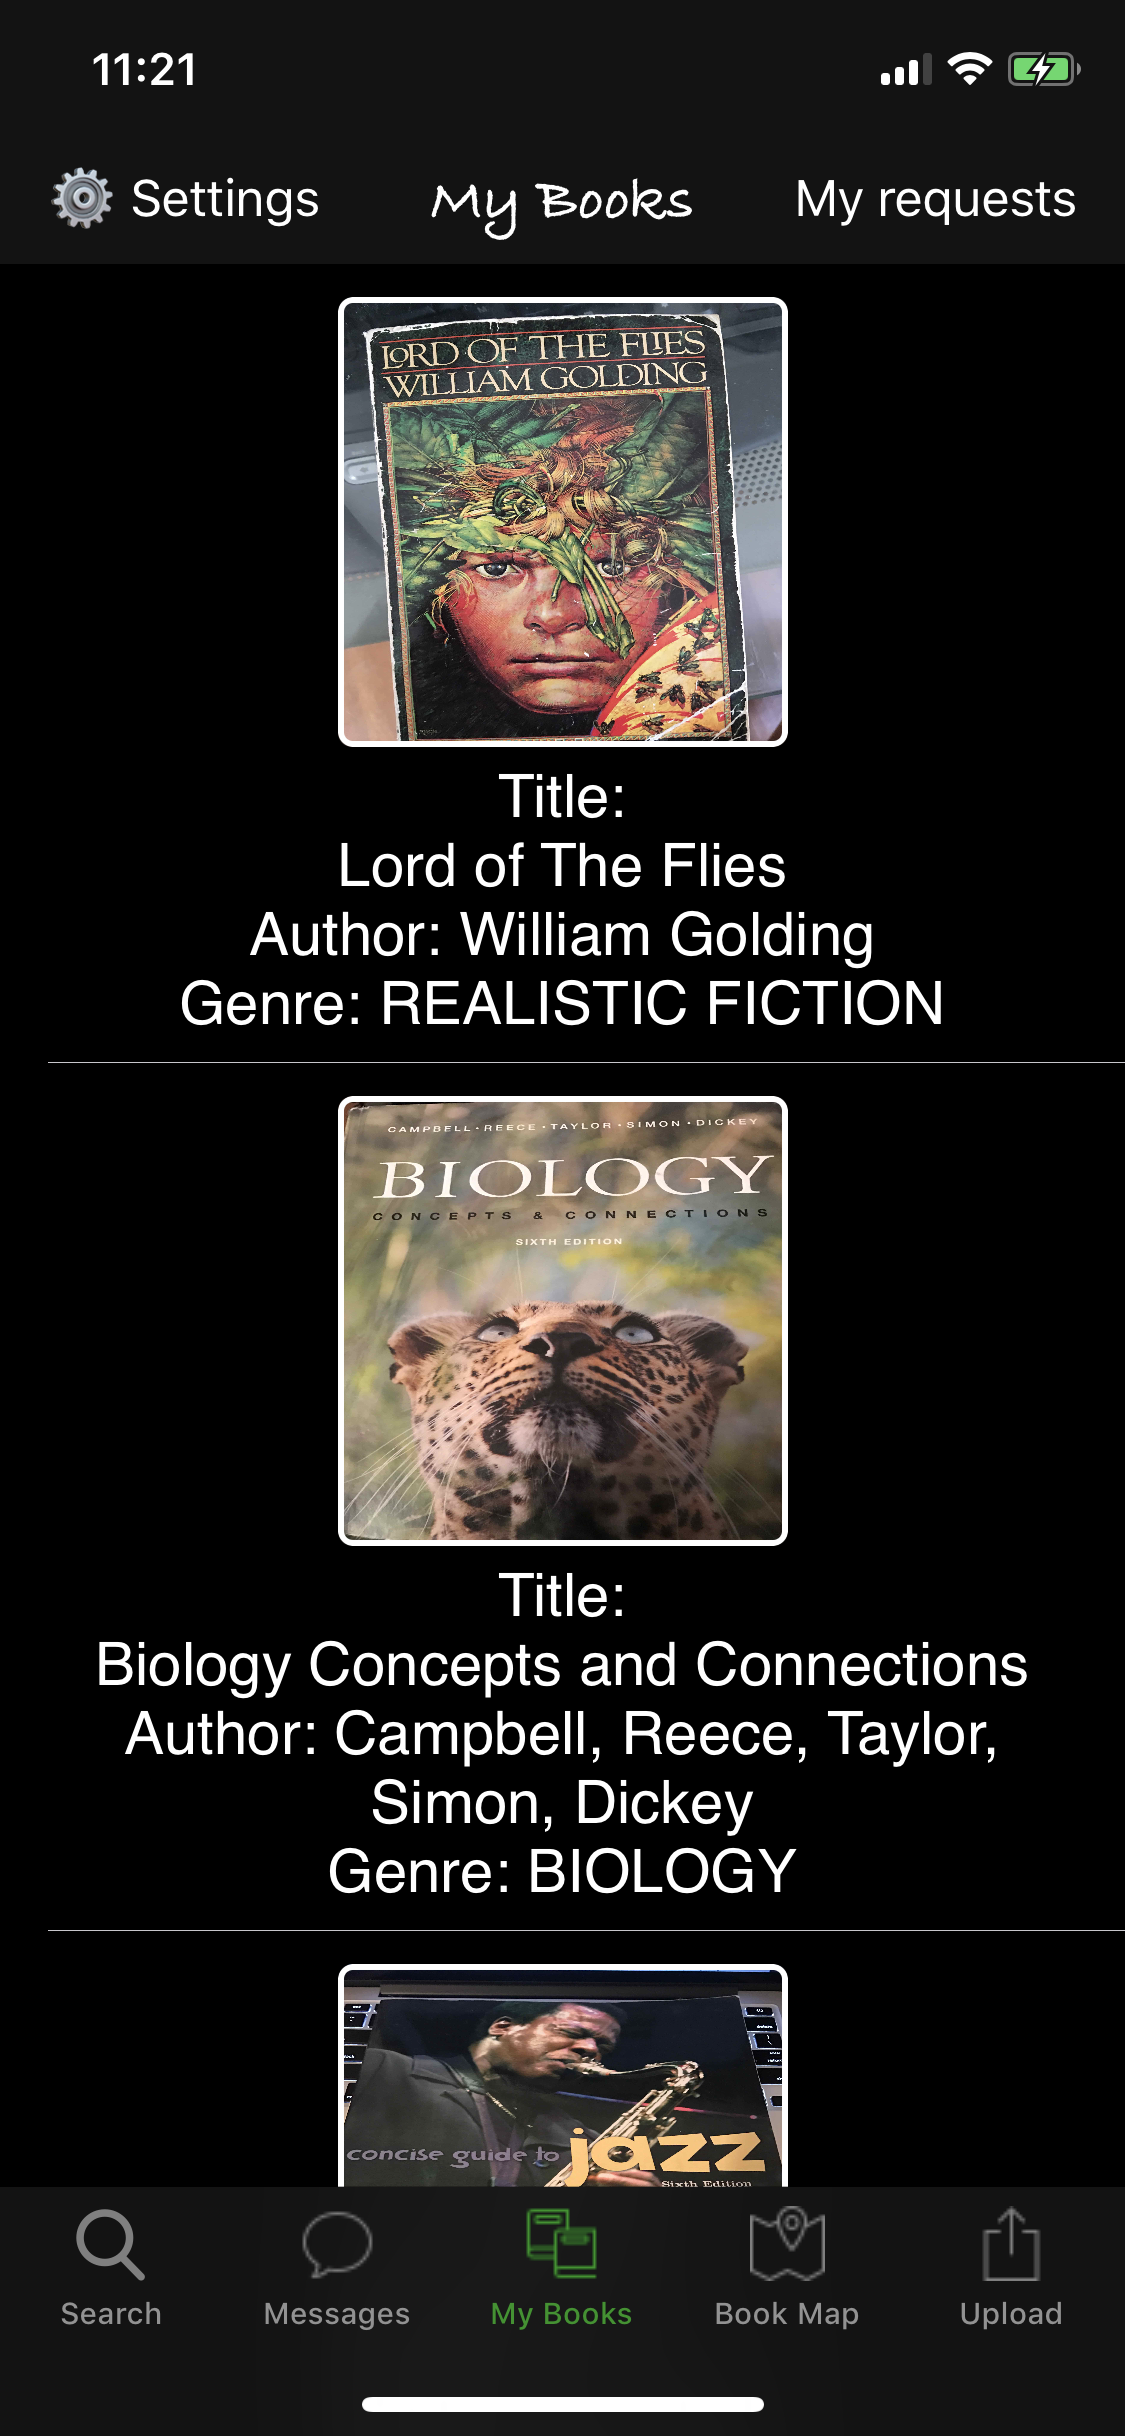 11:21
Settings
My Books
My requests
LORD OF THE FLIES
WILLIAM GOLDING
Title:
Lord of The Flies
Author: William Golding
Genre: REALISTIC FICTION
CAMPBELL • REECE • TAYLOR • SIMON • DICKEY
BIOLOGY
CONCEPTS & CONNECTIONS
SIXTH EDITION
Title:
Biology Concepts and Connections
Author: Campbell, Reece, Taylor,
Simon, Dickey
Genre: BIOLOGY
concise guide to jazz
Sixth Edition
Search
Messages
My Books
Book Map
Upload